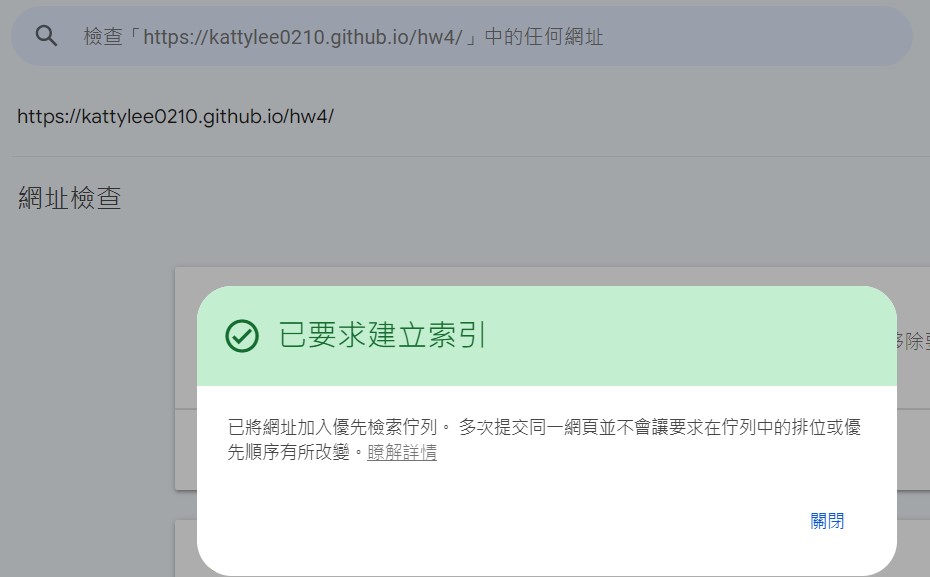 檢查「https://kattylee0210.github.io/hw4/」中的任何網址
https://kattylee0210.github.io/hw4/
網址檢查
已要求建立索引
移除要
已將網址加入優先檢索佇列。 多次提交同一網頁並不會讓要求在佇列中的排位或優
先順序有所改變。瞭解詳情
關閉